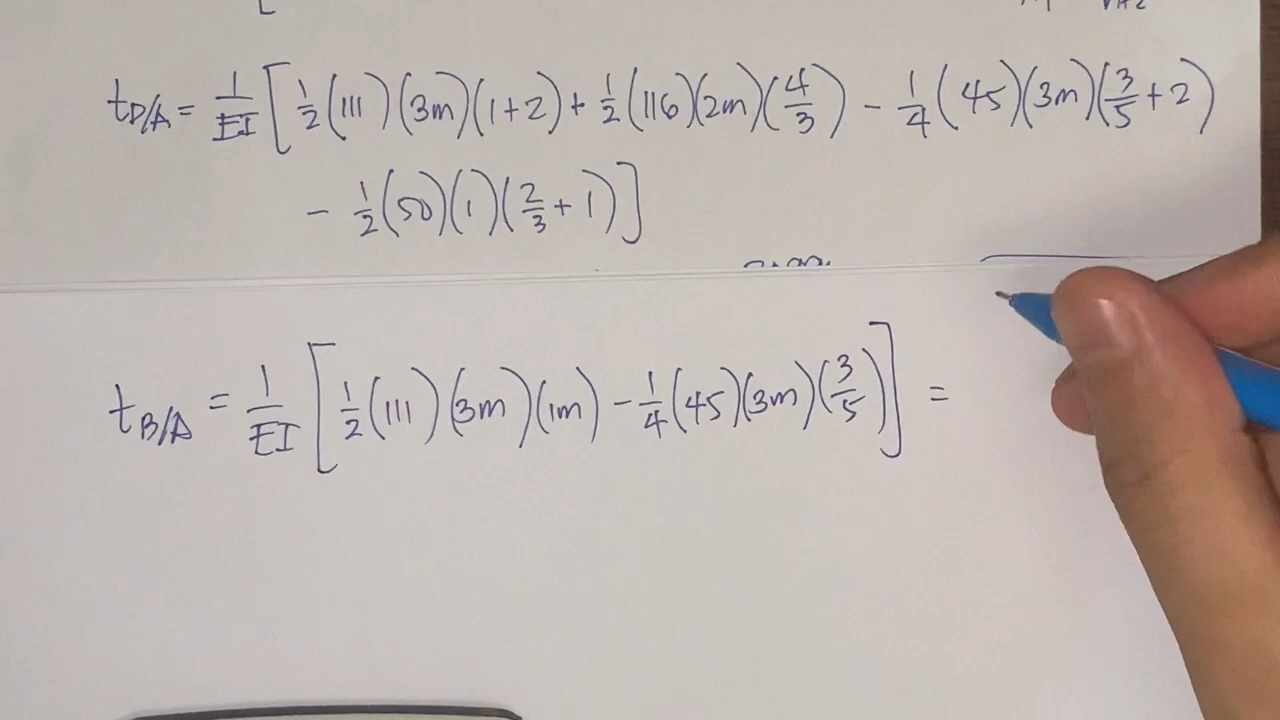 t_D/A = 1/EI [ 1/2 (111)(3m)(1+2) + 1/2 (116)(2m)(4/3) - 1/4 (45)(3m)(3/5 + 2)
- 1/2 (50)(1)(2/3 + 1) ]
t_B/A = 1/EI [ 1/2 (111)(3m)(1m) - 1/4 (45)(3m)(3/5) ] =